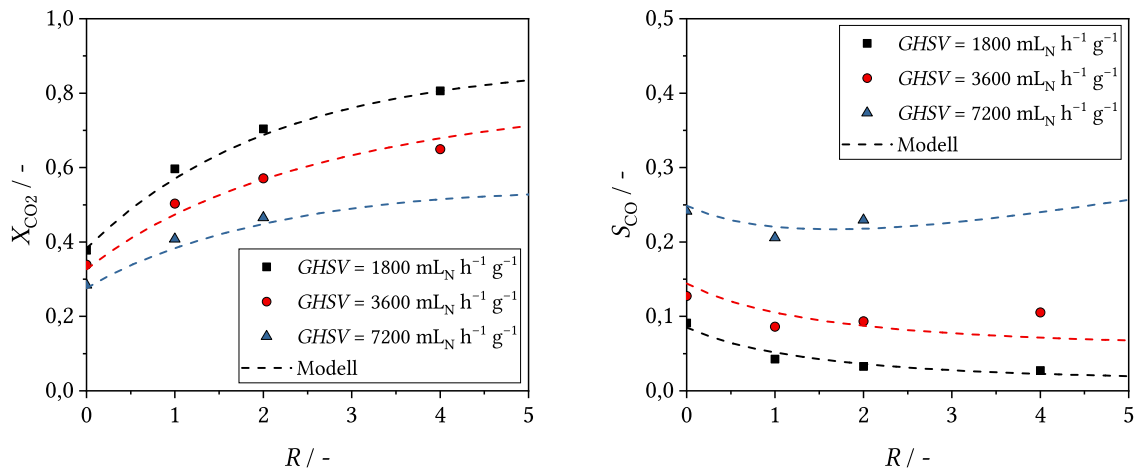 0,8
0,6
0,4
0,2
0,0
X_CO2 / -
0 1 2 3 4 5
R / -
GHSV = 1800 mL_N h⁻¹ g⁻¹
GHSV = 3600 mL_N h⁻¹ g⁻¹
GHSV = 7200 mL_N h⁻¹ g⁻¹
Modell
0,5
0,4
0,3
0,2
0,1
0,0
S_CO / -
0 1 2 3 4 5
R / -
GHSV = 1800 mL_N h⁻¹ g⁻¹
GHSV = 3600 mL_N h⁻¹ g⁻¹
GHSV = 7200 mL_N h⁻¹ g⁻¹
Modell